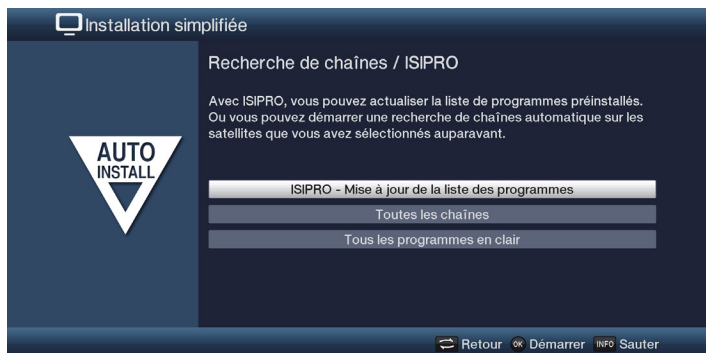 Installation simplifiée
Recherche de chaînes / ISIPRO
Avec ISIPRO, vous pouvez actualiser la liste de programmes préinstallés.
Ou vous pouvez démarrer une recherche de chaînes automatique sur les
satellites que vous avez sélectionnés auparavant.
AUTO
INSTALL
ISIPRO - Mise à jour de la liste des programmes
Toutes les chaînes
Tous les programmes en clair
Retour OK Démarrer INFO Sauter